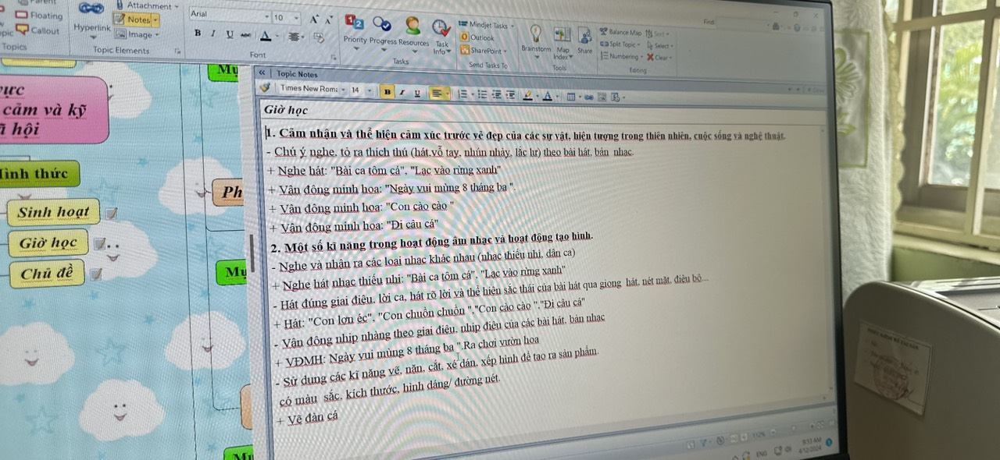 Floating
Callout
Topics
Hyperlink
Attachment
Notes
Image
Topic Elements
Arial
10
B I U
Font
Priority Progress Resources Task Info
Tasks
Mindjet Tasks
Outlook
SharePoint
Send Tasks To
Brainstorm Map Index Share
Tools
Balance Map
Split Topic
Numbering
Sort
Select
Clear
Editing
Find
Topic Notes
Times New Rom
14
B I U
Giờ học
1. Cảm nhận và thể hiện cảm xúc trước vẻ đẹp của các sự vật, hiện tượng trong thiên nhiên, cuộc sống và nghệ thuật.
- Chú ý nghe, tỏ ra thích thú (hát,vỗ tay, nhún nhảy, lắc lư) theo bài hát, bản nhạc.
+ Nghe hát: "Bài ca tôm cá", "Lạc vào rừng xanh"
+ Vận động minh họa: "Ngày vui mùng 8 tháng ba ".
+ Vận động minh họa: "Con cào cào "
+ Vận động minh họa: "Đi câu cá"
2. Một số kĩ năng trong hoạt động âm nhạc và hoạt động tạo hình.
- Nghe và nhận ra các loại nhạc khác nhau (nhạc thiếu nhi, dân ca)
+ Nghe hát nhạc thiếu nhi: "Bài ca tôm cá", "Lạc vào rừng xanh"
- Hát đúng giai điệu, lời ca, hát rõ lời và thể hiện sắc thái của bài hát qua giọng hát, nét mặt, điệu bộ...
+ Hát: "Con lợn éc", "Con chuồn chuồn ","Con cào cào ","Đi câu cá"
- Vận động nhịp nhàng theo giai điệu, nhịp điệu của các bài hát, bản nhạc
+ VĐMH: Ngày vui mùng 8 tháng ba ",Ra chơi vườn hoa
- Sử dụng các kĩ năng vẽ, nặn, cắt, xé dán, xếp hình để tạo ra sản phẩm.
có màu sắc, kích thước, hình dáng/ đường nét.
+ Vẽ đàn cá
cảm và kỹ
hội
thức
Sinh hoạt
Giờ học
Chủ đề
Mụ
Ph
Mụ
112%
ENG
9:33 AM
4/12/2024